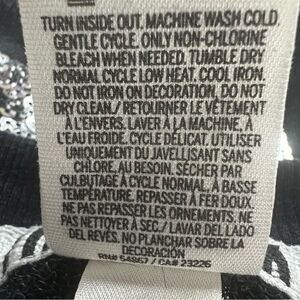 TURN INSIDE OUT. MACHINE WASH COLD
GENTLE CYCLE. ONLY NON-CHLORINE
BLEACH WHEN NEEDED. TUMBLE DRY
NORMAL CYCLE LOW HEAT. COOL IRON.
DO NOT IRON ON DECORATION. DO NOT
DRY CLEAN./ RETOURNER LE VÊTEMENT
À L'ENVERS. LAVER À LA MACHINE, À
L'EAU FROIDE. CYCLE DÉLICAT. UTILISER
UNIQUEMENT DU JAVELLISANT SANS
CHLORE, AU BESOIN. SÉCHER PAR
CULBUTAGE À CYCLE NORMAL, À BASSE
TEMPÉRATURE. REPASSER À FER DOUX.
NE PAS REPASSER LES ORNEMENTS. NE
PAS NETTOYER À SEC./ LAVAR DEL LADO
DEL REVÉS. NO PLANCHAR SOBRE LA
DECORACIÓN
RN# 54867 / CA# 23226